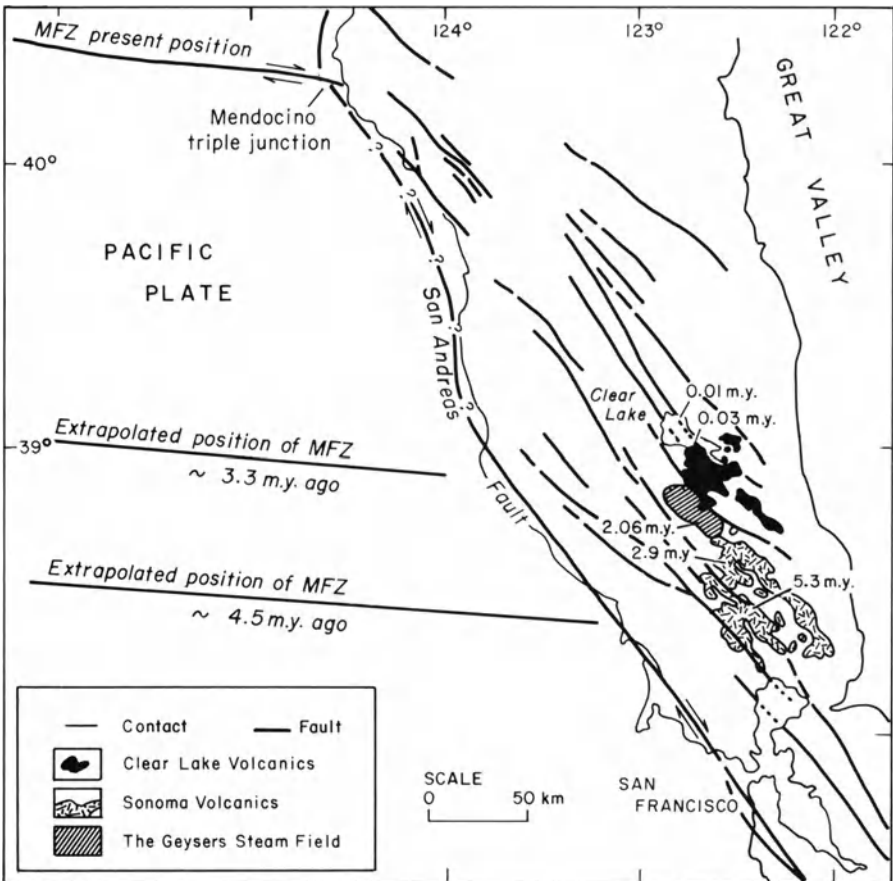 124°
123°
122°
MFZ present position
Mendocino
triple junction
GREAT VALLEY
40°
PACIFIC
PLATE
?
?
?
?
?
?
San Andreas
Fault
Clear
Lake
0.01 m.y.
0.03 m.y.
39°
Extrapolated position of MFZ
~ 3.3 m.y. ago
2.06 m.y.
2.9 m.y
5.3 m.y.
Extrapolated position of MFZ
~ 4.5 m.y. ago
Contact
Fault
Clear Lake Volcanics
Sonoma Volcanics
The Geysers Steam Field
SCALE
0 50 km
SAN
FRANCISCO